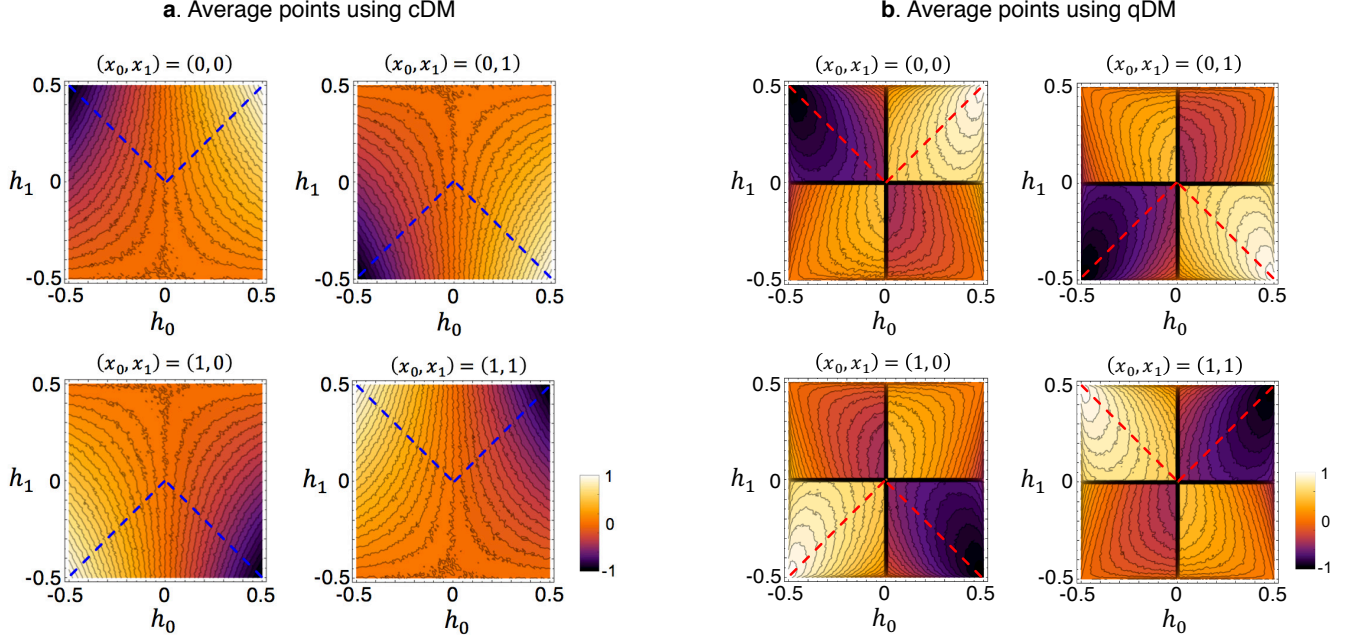 a. Average points using cDM
(x₀, x₁) = (0, 0)
0.5
h₁
0
-0.5
-0.5
0
0.5
h₀
(x₀, x₁) = (0, 1)
0.5
h₁
0
-0.5
-0.5
0
0.5
h₀
(x₀, x₁) = (1, 0)
0.5
h₁
0
-0.5
-0.5
0
0.5
h₀
(x₀, x₁) = (1, 1)
0.5
h₁
0
-0.5
-0.5
0
0.5
h₀
1
0
-1
b. Average points using qDM
(x₀, x₁) = (0, 0)
0.5
h₁
0
-0.5
-0.5
0
0.5
h₀
(x₀, x₁) = (0, 1)
0.5
h₁
0
-0.5
-0.5
0
0.5
h₀
(x₀, x₁) = (1, 0)
0.5
h₁
0
-0.5
-0.5
0
0.5
h₀
(x₀, x₁) = (1, 1)
0.5
h₁
0
-0.5
-0.5
0
0.5
h₀
1
0
-1